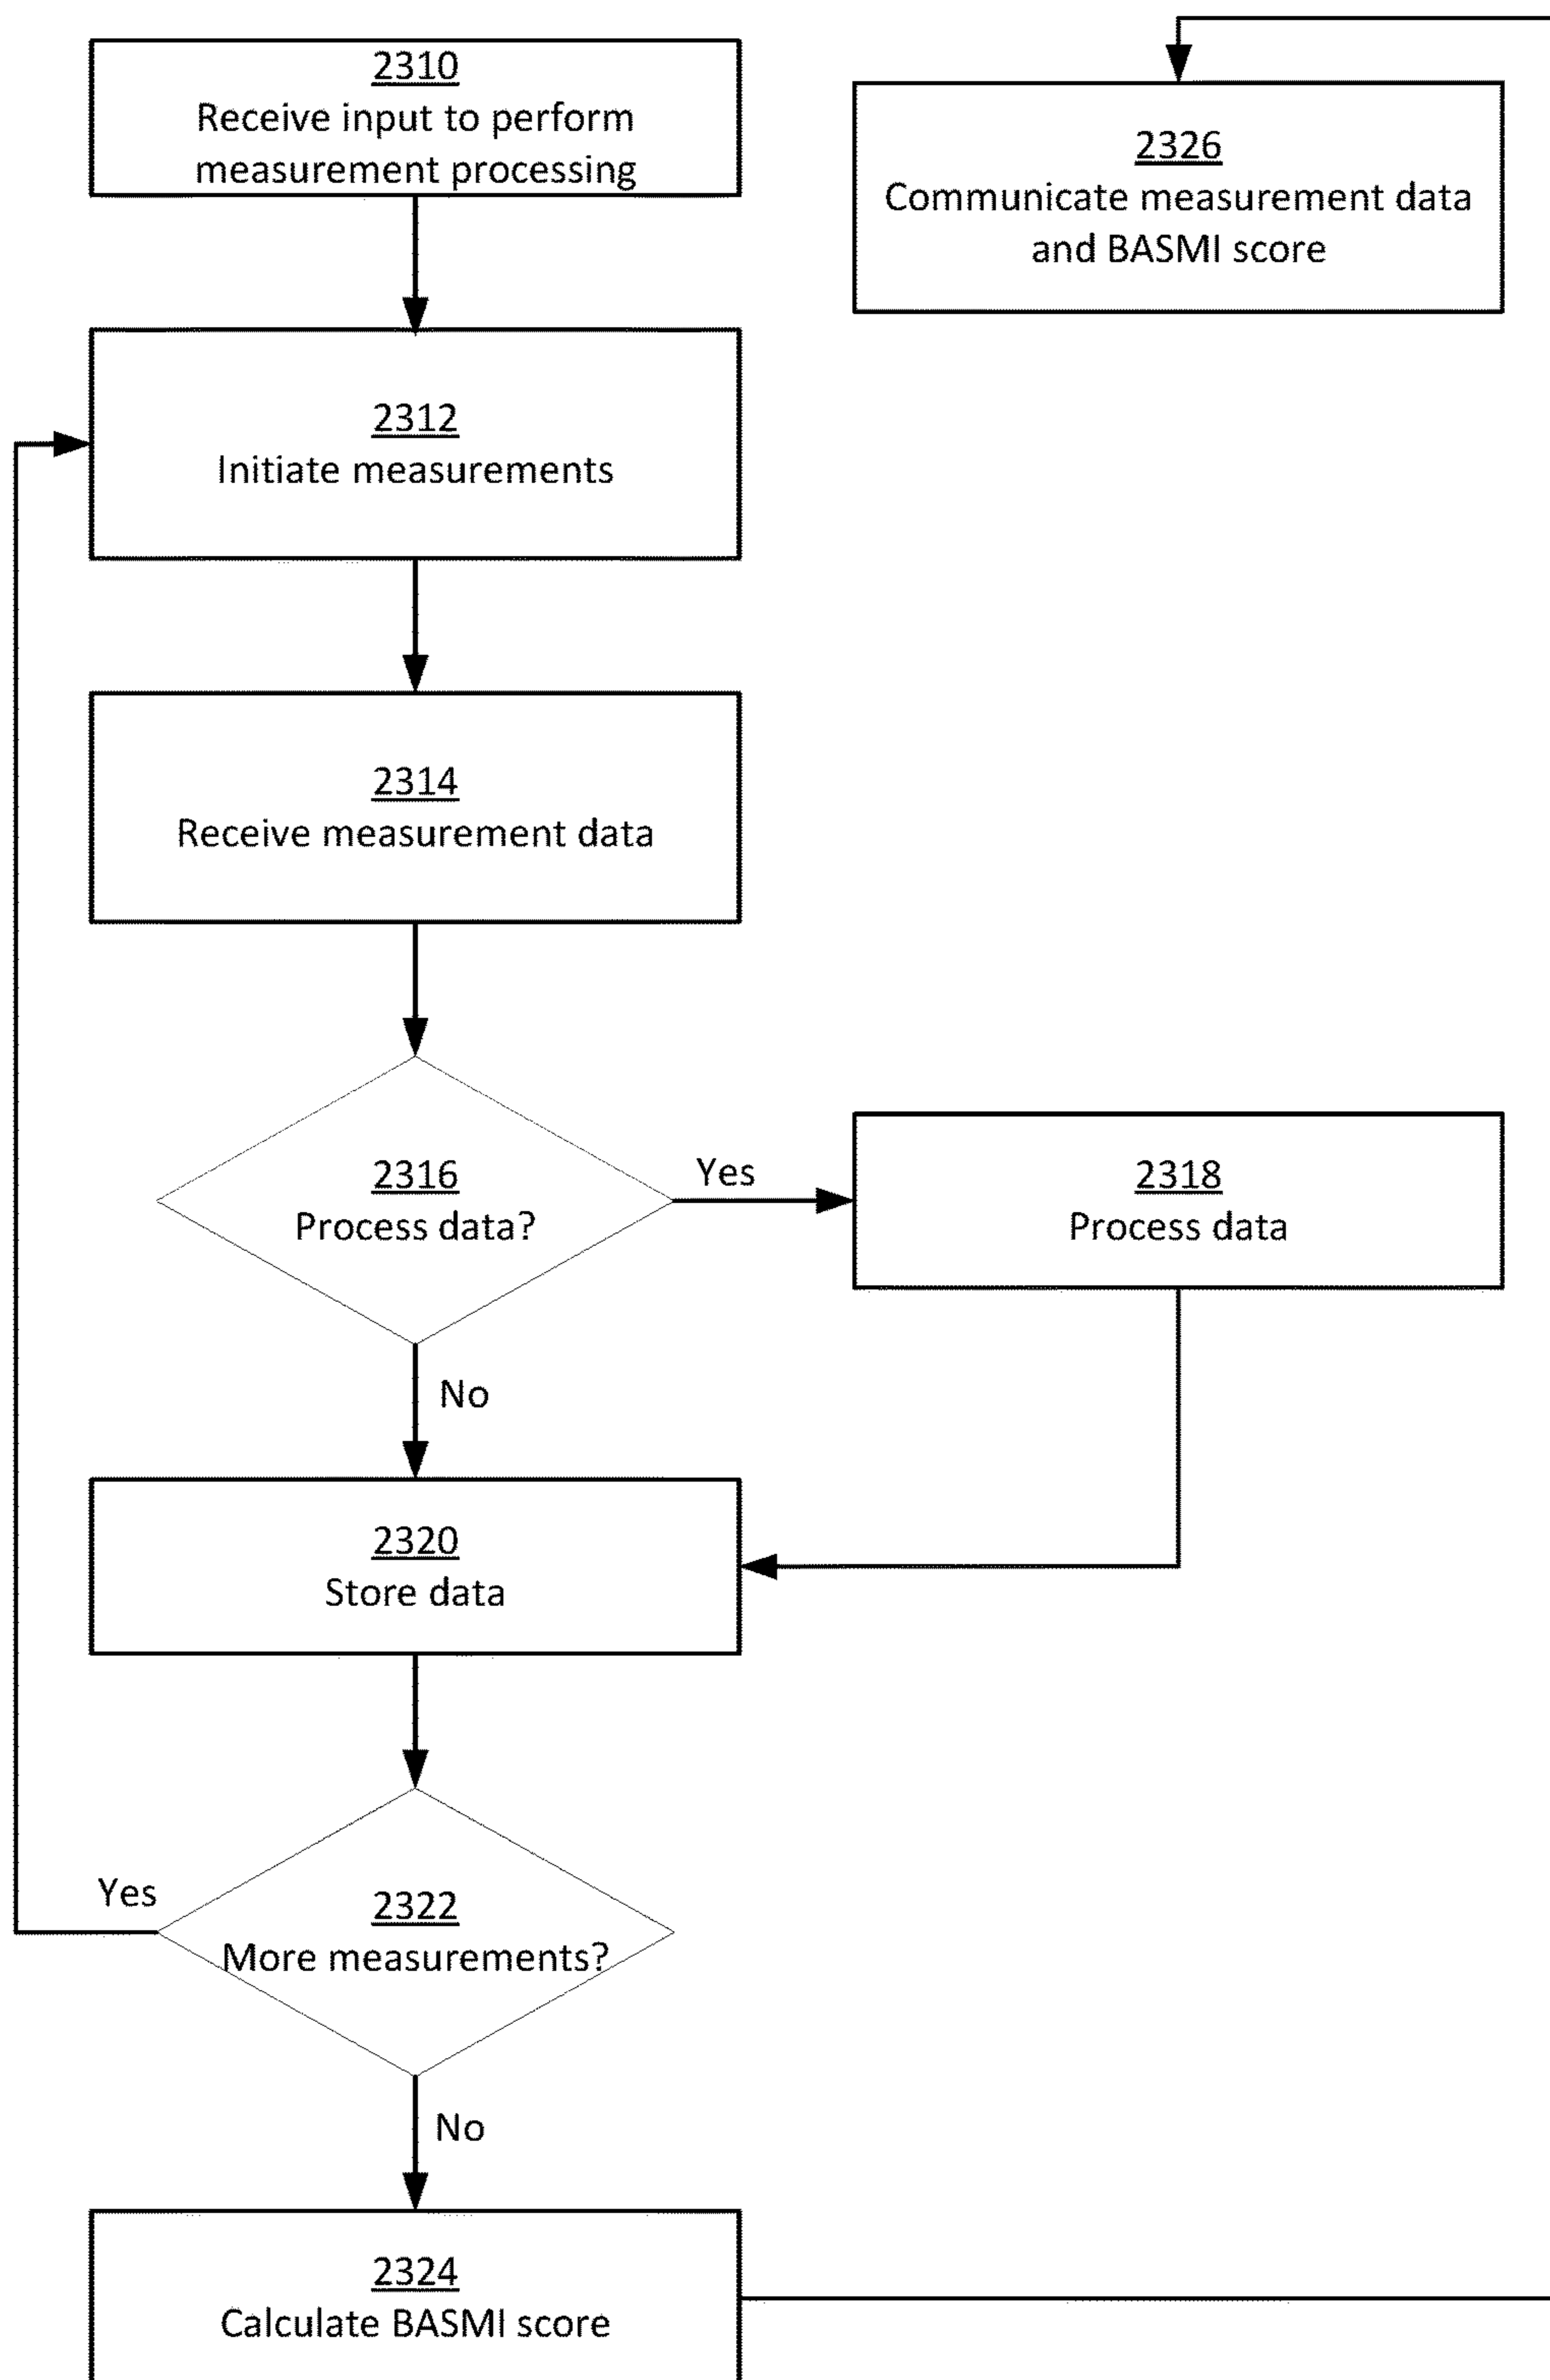 2310
Receive input to perform
measurement processing
2312
Initiate measurements
2314
Receive measurement data
2316
Process data?
Yes
No
2318
Process data
2320
Store data
2322
More measurements?
Yes
No
2324
Calculate BASMI score
2326
Communicate measurement data
and BASMI score